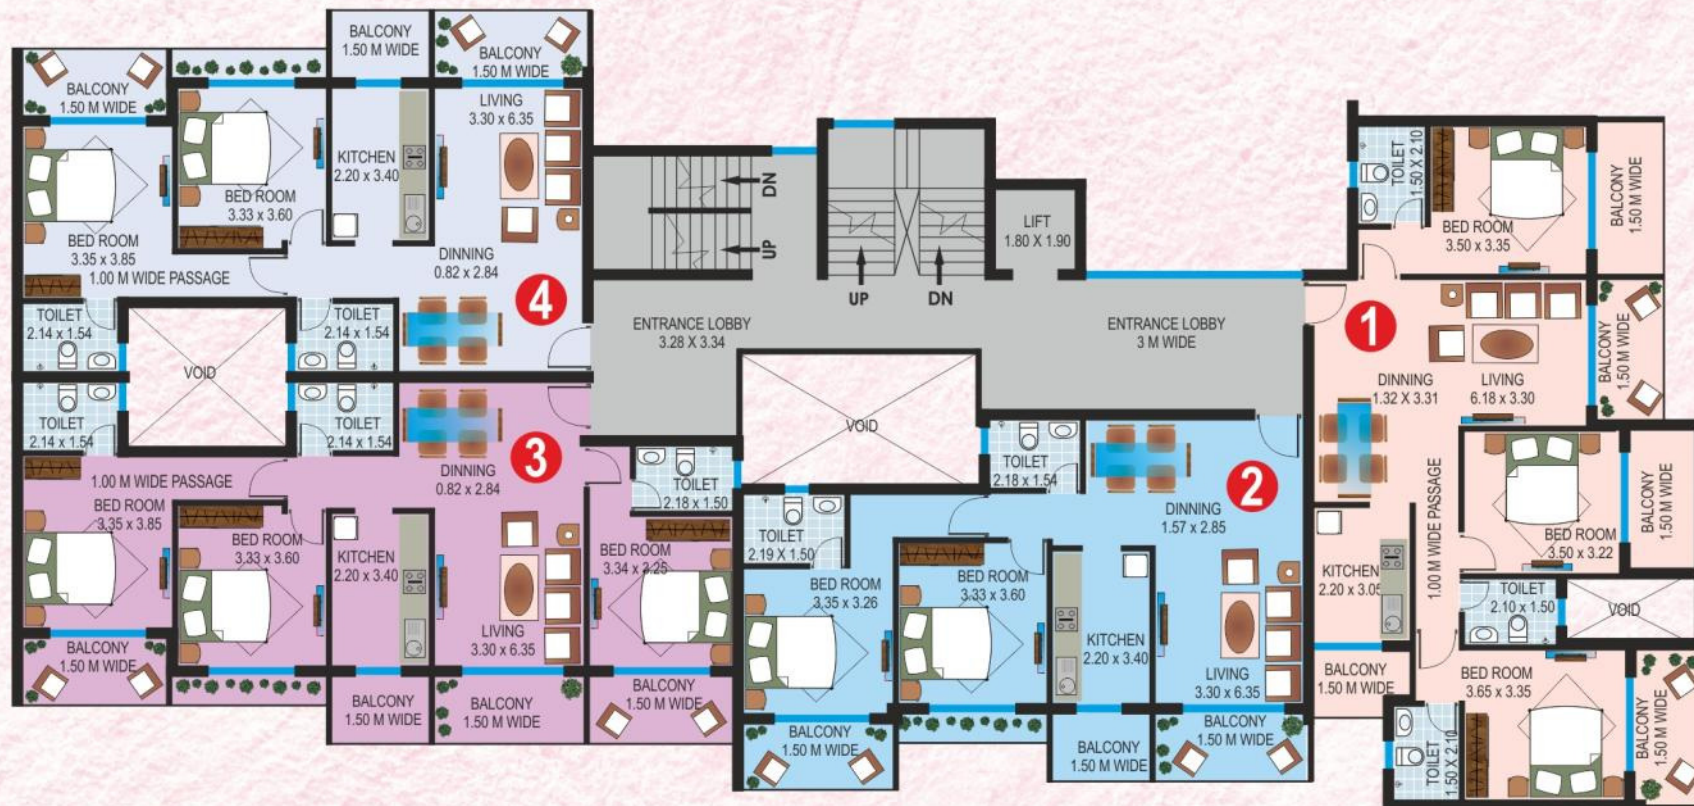 BALCONY
1.50 M WIDE
BALCONY
1.50 M WIDE
BALCONY
1.50 M WIDE
LIVING
3.30 x 6.35
KITCHEN
2.20 x 3.40
BED ROOM
3.33 x 3.60
BED ROOM
3.35 x 3.85
1.00 M WIDE PASSAGE
DINNING
0.82 x 2.84
4
TOILET
2.14 x 1.54
TOILET
2.14 x 1.54
VOID
TOILET
2.14 x 1.54
TOILET
2.14 x 1.54
1.00 M WIDE PASSAGE
DINNING
0.82 x 2.84
3
BED ROOM
3.35 x 3.85
BED ROOM
3.33 x 3.60
KITCHEN
2.20 x 3.40
LIVING
3.30 x 6.35
TOILET
2.18 x 1.50
BED ROOM
3.34 x 2.25
BALCONY
1.50 M WIDE
BALCONY
1.50 M WIDE
BALCONY
1.50 M WIDE
BALCONY
1.50 M WIDE
DN
UP
UP
DN
LIFT
1.80 X 1.90
ENTRANCE LOBBY
3.28 X 3.34
ENTRANCE LOBBY
3 M WIDE
VOID
TOILET
2.18 x 1.54
2
DINNING
1.57 x 2.85
TOILET
2.19 X 1.50
BED ROOM
3.35 x 3.26
BED ROOM
3.33 x 3.60
KITCHEN
2.20 x 3.40
LIVING
3.30 x 6.35
BALCONY
1.50 M WIDE
BALCONY
1.50 M WIDE
BALCONY
1.50 M WIDE
TOILET
1.50 X 2.10
BED ROOM
3.50 x 3.35
BALCONY
1.50 M WIDE
1
DINNING
1.32 X 3.31
LIVING
6.18 x 3.30
BALCONY
1.50 M WIDE
1.00 M WIDE PASSAGE
BED ROOM
3.50 x 3.22
BALCONY
1.50 M WIDE
KITCHEN
2.20 x 3.05
TOILET
2.10 x 1.50
VOID
BALCONY
1.50 M WIDE
BED ROOM
3.65 x 3.35
BALCONY
1.50 M WIDE
TOILET
1.50 X 2.10